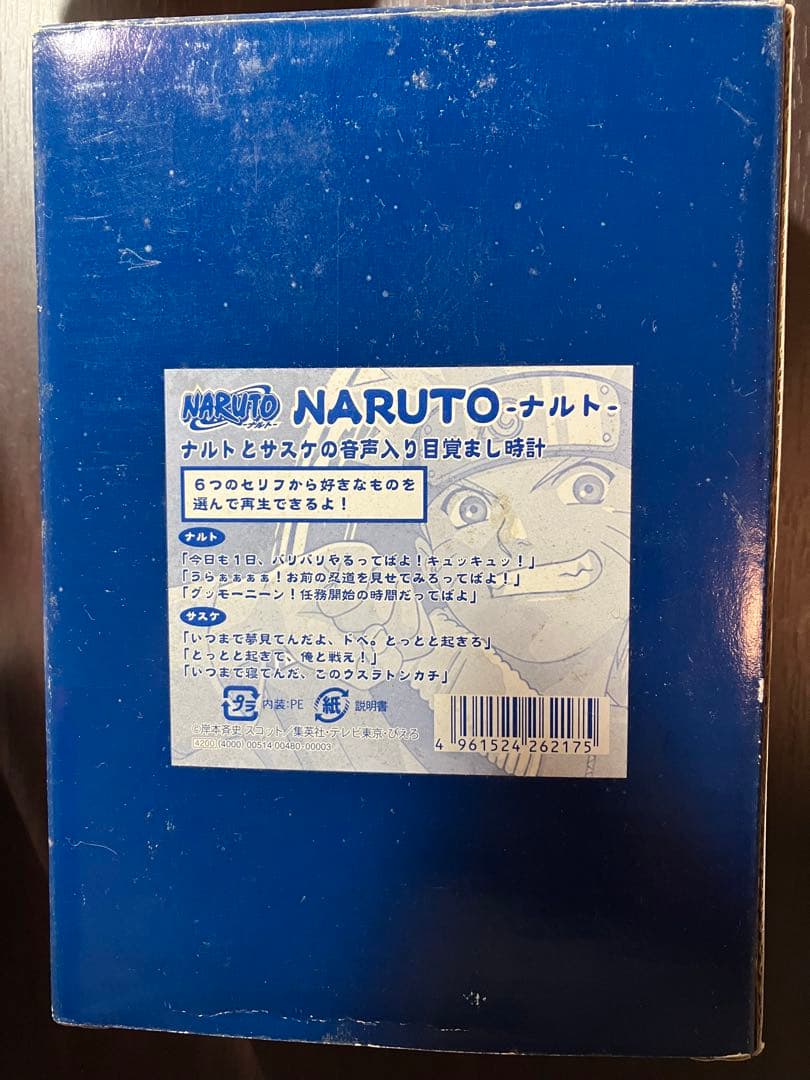 NARUTO
-ナルト-
NARUTO -ナルト-
ナルトとサスケの音声入り目覚まし時計
6つのセリフから好きなものを
選んで再生できるよ!
ナルト
「今日も1日、バリバリやるってばよ!キュッキュッ!」
「うらぁぁぁぁ!お前の忍道を見せてみろってばよ!」
「グッモーニーン!任務開始の時間だってばよ」
サスケ
「いつまで夢見てんだよ、ドベ。とっとと起きろ」
「とっとと起きて、俺と戦え!」
「いつまで寝てんだ、このウスラトンカチ」
プラ 内装:PE 紙 説明書
©岸本斉史 スコット/集英社・テレビ東京・ぴえろ
4200 (4000) 00514 00480-00003
4 961524 262175